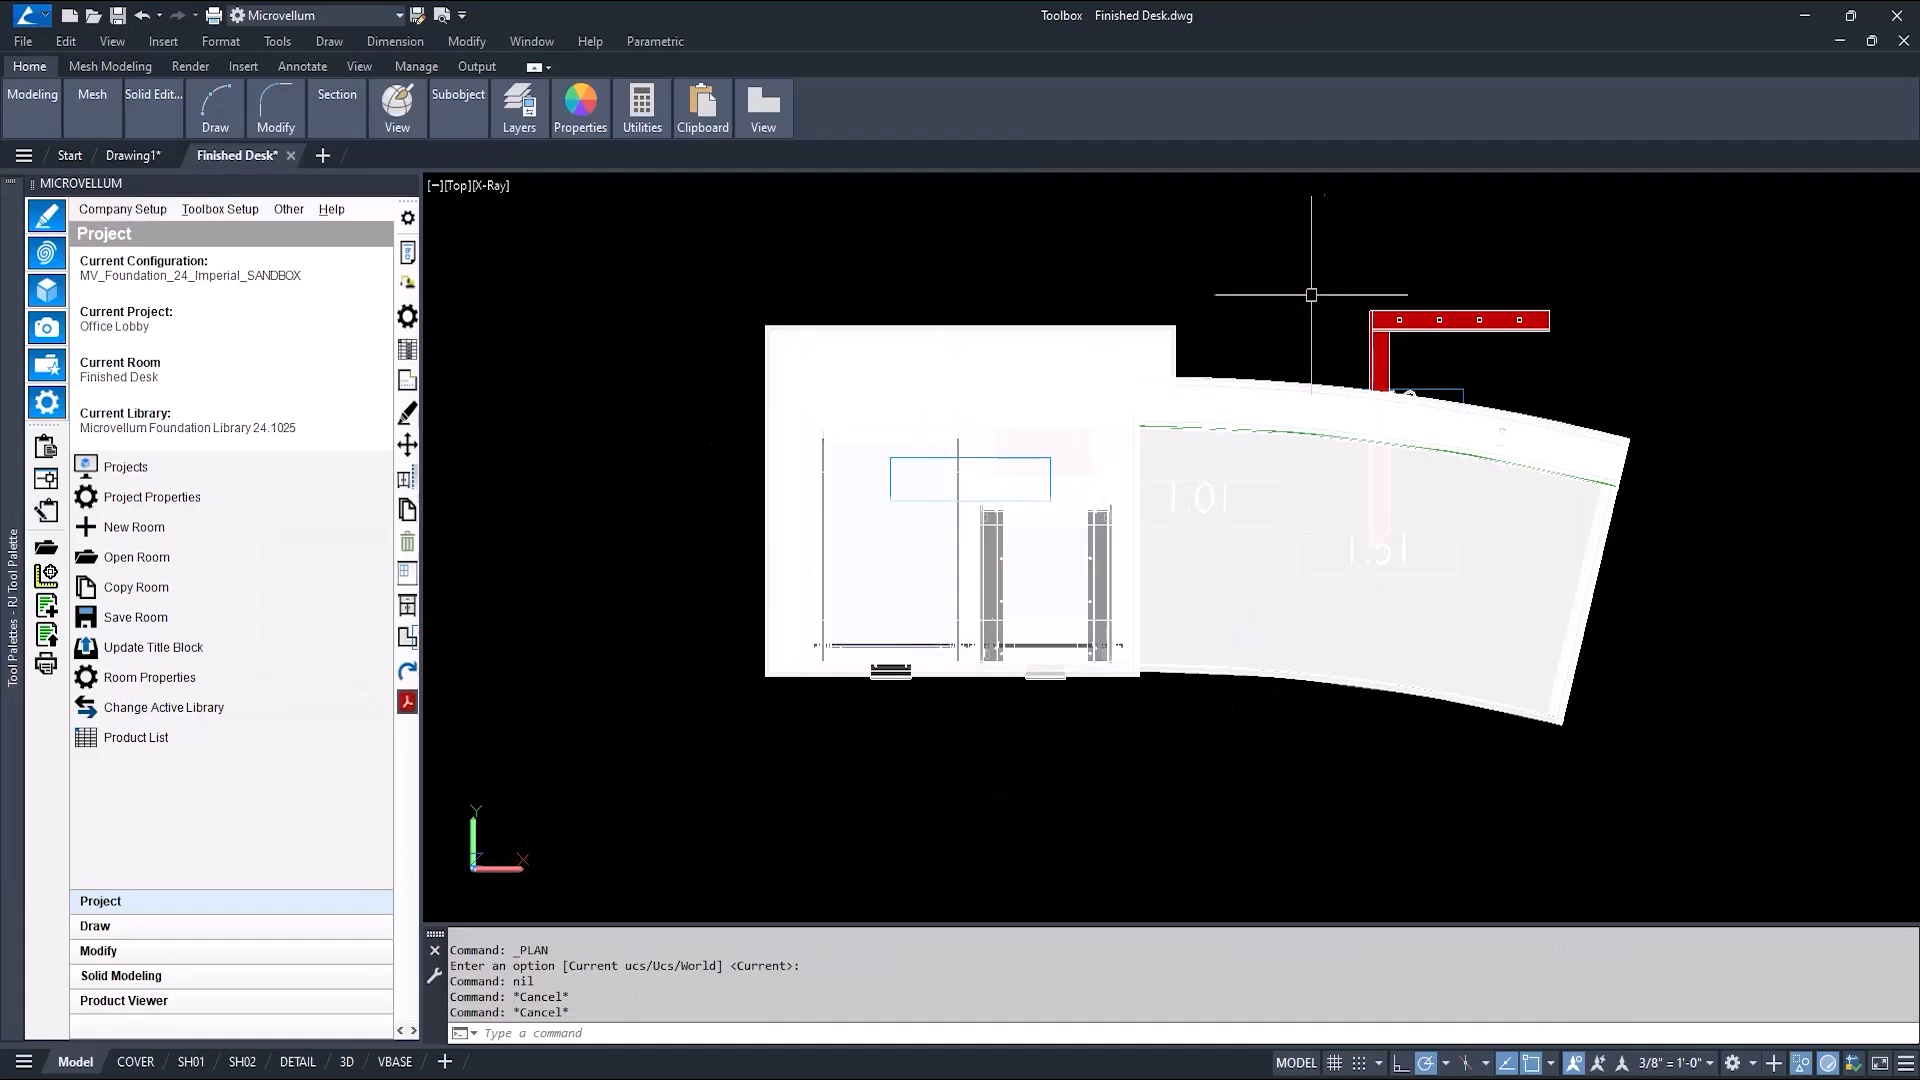 Microvellum
Toolbox Finished Desk.dwg
File Edit View Insert Format Tools Draw Dimension Modify Window Help Parametric
Home Mesh Modeling Render Insert Annotate View Manage Output
Modeling Mesh Solid Edit... Draw Modify Section View Subobject Layers Properties Utilities Clipboard View
Start Drawing1* Finished Desk*
MICROVELLUM
[−][Top][X-Ray]
Company Setup Toolbox Setup Other Help
Project
Current Configuration:
MV_Foundation_24_Imperial_SANDBOX
Current Project:
Office Lobby
Current Room
Finished Desk
Current Library:
Microvellum Foundation Library 24.1025
Projects
Project Properties
New Room
Open Room
Copy Room
Save Room
Update Title Block
Room Properties
Change Active Library
Product List
Project
Draw
Modify
Solid Modeling
Product Viewer
Tool Palettes - RJ Tool Palette
1.01
1.51
Y
X
Command: _PLAN
Enter an option [Current ucs/Ucs/World] <Current>:
Command: nil
Command: *Cancel*
Command: *Cancel*
Type a command
Model COVER SH01 SH02 DETAIL 3D VBASE
MODEL 3/8" = 1'-0"